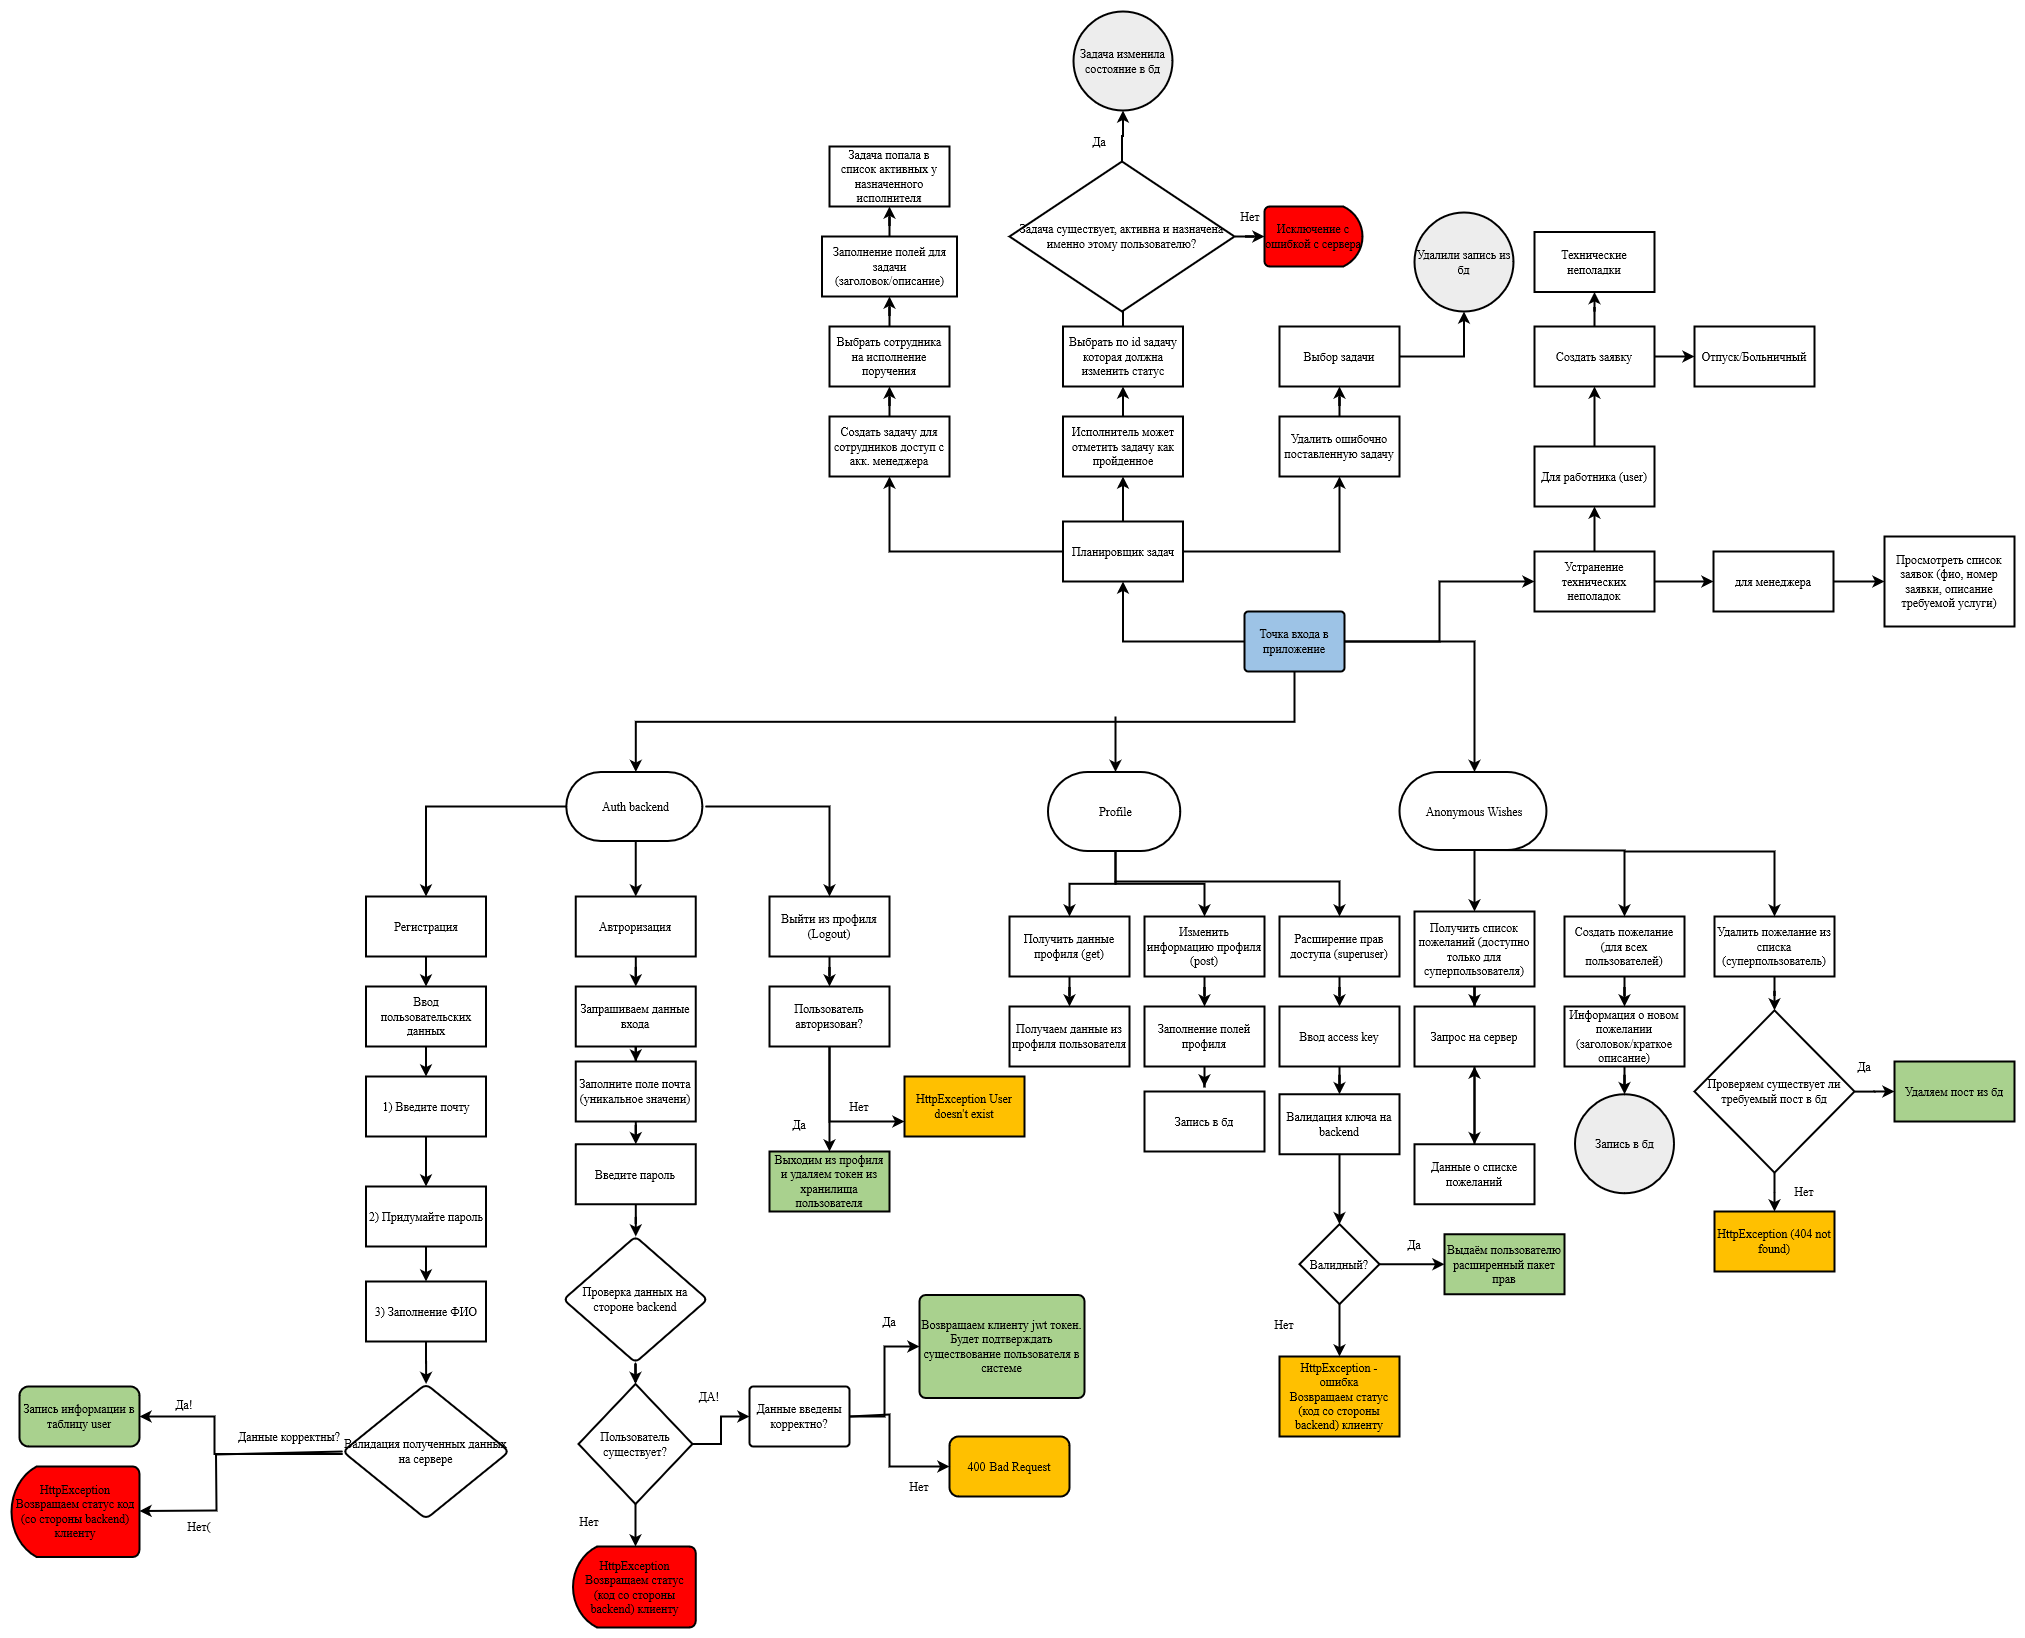 Задача изменила
состояние в бд
Да
Задача попала в
список активных у
назначенного
исполнителя
Задача существует, активна и назначена
именно этому пользователю?
Нет
Исключение с
ошибкой с сервера
Удалили запись из
бд
Технические
неполадки
Заполнение полей для
задачи
(заголовок/описание)
Выбрать сотрудника
на исполнение
поручения
Выбрать по id задачу
которая должна
изменить статус
Выбор задачи
Создать заявку
Отпуск/Больничный
Создать задачу для
сотрудников доступ с
акк. менеджера
Исполнитель может
отметить задачу как
пройденное
Удалить ошибочно
поставленную задачу
Для работника (user)
Планировщик задач
Устранение
технических
неполадок
для менеджера
Просмотреть список
заявок (фио, номер
заявки, описание
требуемой услуги)
Точка входа в
приложение
Auth backend
Profile
Anonymous Wishes
Регистрация
Автроризация
Выйти из профиля
(Logout)
Получить данные
профиля (get)
Изменить
информацию профиля
(post)
Расширение прав
доступа (superuser)
Получить список
пожеланий (доступно
только для
суперпользователя)
Создать пожелание
(для всех
пользователей)
Удалить пожелание из
списка
(суперпользователь)
Ввод
пользовательских
данных
Запрашиваем данные
входа
Пользователь
авторизован?
Получаем данные из
профиля пользователя
Заполнение полей
профиля
Ввод access key
Запрос на сервер
Информация о новом
пожелании
(заголовок/краткое
описание)
Проверяем существует ли
требуемый пост в бд
Да
Удаляем пост из бд
1) Введите почту
Заполните поле почта
(уникальное значени)
Нет
HttpException User
doesn't exist
Да
Запись в бд
Валидация ключа на
backend
Данные о списке
пожеланий
Запись в бд
Нет
HttpException (404 not
found)
2) Придумайте пароль
Введите пароль
Выходим из профиля
и удаляем токен из
хранилища
пользователя
Валидный?
Да
Выдаём пользователю
расширенный пакет
прав
Нет
HttpException -
ошибка
Возвращаем статус
(код со стороны
backend) клиенту
3) Заполнение ФИО
Проверка данных на
стороне backend
Да
Возвращаем клиенту jwt токен.
Будет подтверждать
существование пользователя в
системе
Запись информации в
таблицу user
Да!
Данные корректны?
Валидация полученных данных
на сервере
Пользователь
существует?
ДА!
Данные введены
корректно?
400 Bad Request
Нет
HttpException
Возвращаем статус код
(со стороны backend)
клиенту
Нет(
Нет
HttpException
Возвращаем статус
(код со стороны
backend) клиенту